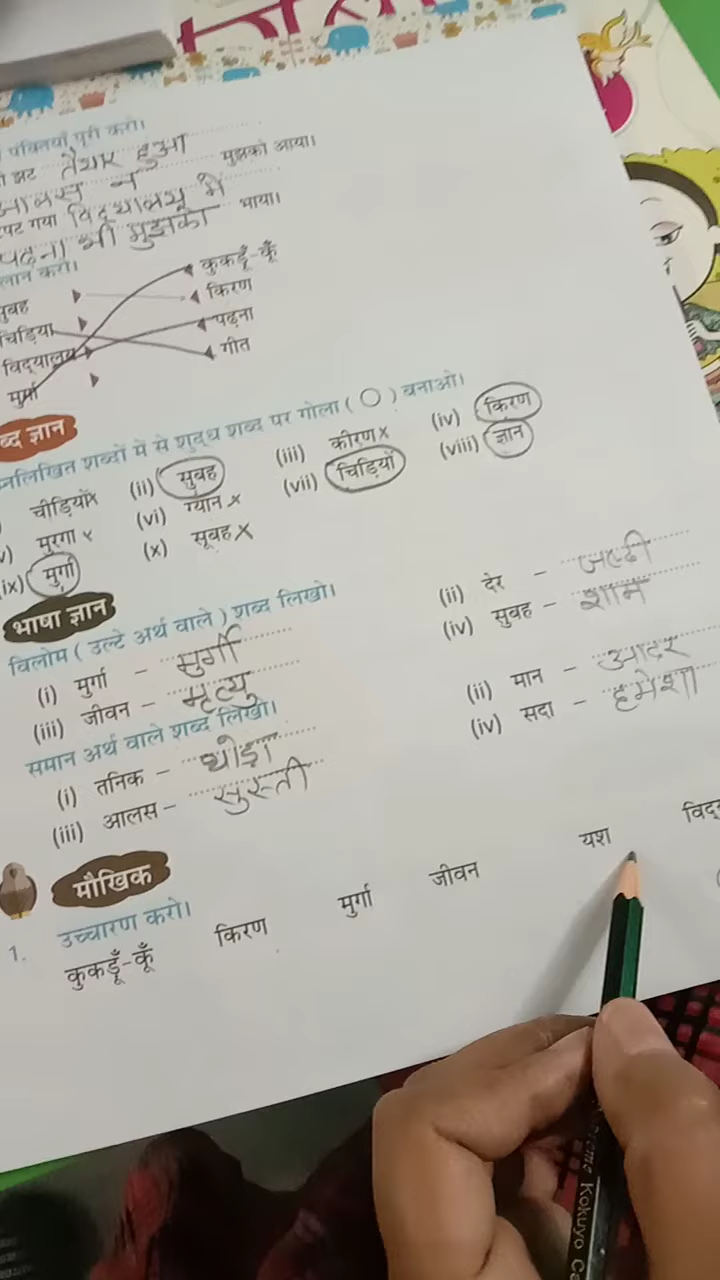 पंक्तियाँ पूरी करो।
झट तैयार हुआ
आलस ने मुझको आया।
गया विद्यालय में
पढ़ना भी मुझको भाया।
करो।
सुबह कुकडूँ-कूँ
चिड़िया किरण
विद्यालय पढ़ना
मुर्गा गीत
ज्ञान
शब्दों में से शुद्ध शब्द पर गोला ( ○ ) बनाओ।
चीड़ियाँ x (ii) सुबह (iii) कीरण x (iv) किरण
मुरगा x (vi) ग्यान x (vii) चिड़ियाँ (viii) ज्ञान
(ix) मुर्गा (x) सूबह x
भाषा ज्ञान
विलोम ( उल्टे अर्थ वाले ) शब्द लिखो।
(i) मुर्गा – मुर्गी (ii) देर – जल्दी
(iii) जीवन – मृत्यु (iv) सुबह – शाम
समान अर्थ वाले शब्द लिखो।
(i) तनिक – थोड़ा (ii) मान – आदर
(iii) आलस – सुस्ती (iv) सदा – हमेशा
मौखिक
1. उच्चारण करो।
कुकडूँ-कूँ किरण मुर्गा जीवन यश
Kokuyo